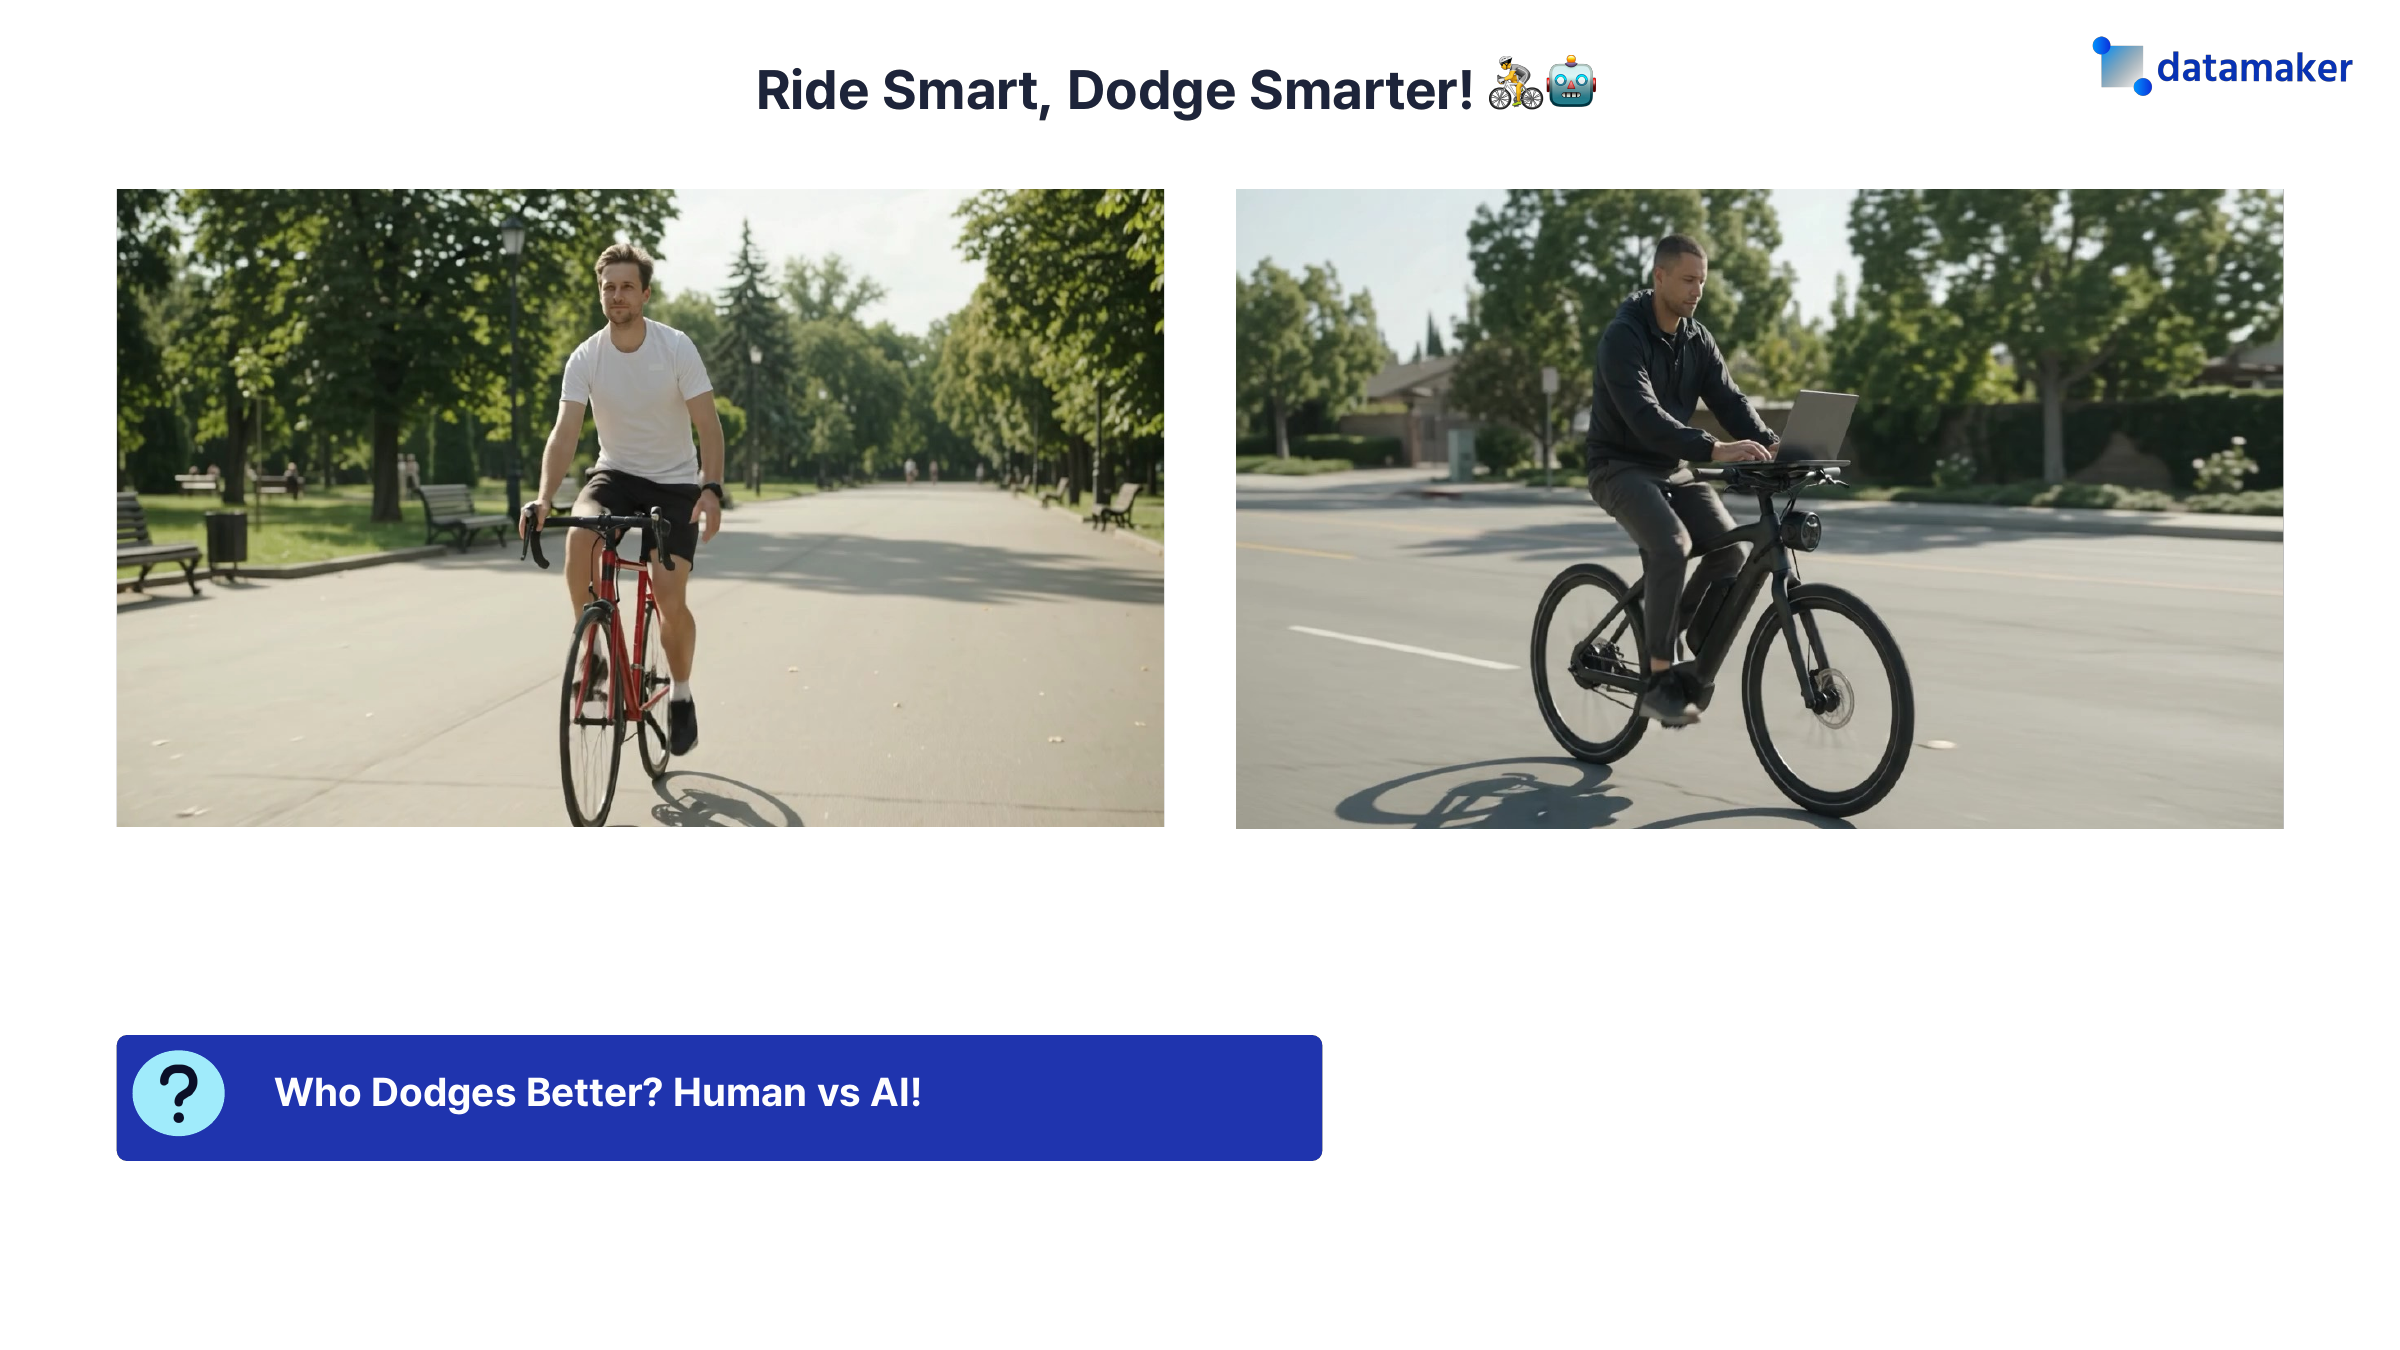 Ride Smart, Dodge Smarter! 🚴🤖
datamaker
?
Who Dodges Better? Human vs AI!